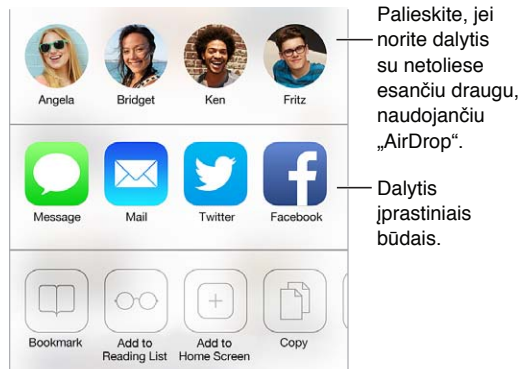 Angela Bridget Ken Fritz
Palieskite, jei
norite dalytis
su netoliese
esančiu draugu,
naudojančiu
„AirDrop“.
Message Mail Twitter Facebook
Dalytis
įprastiniais
būdais.
Bookmark Add to Add to Copy
Reading List Home Screen